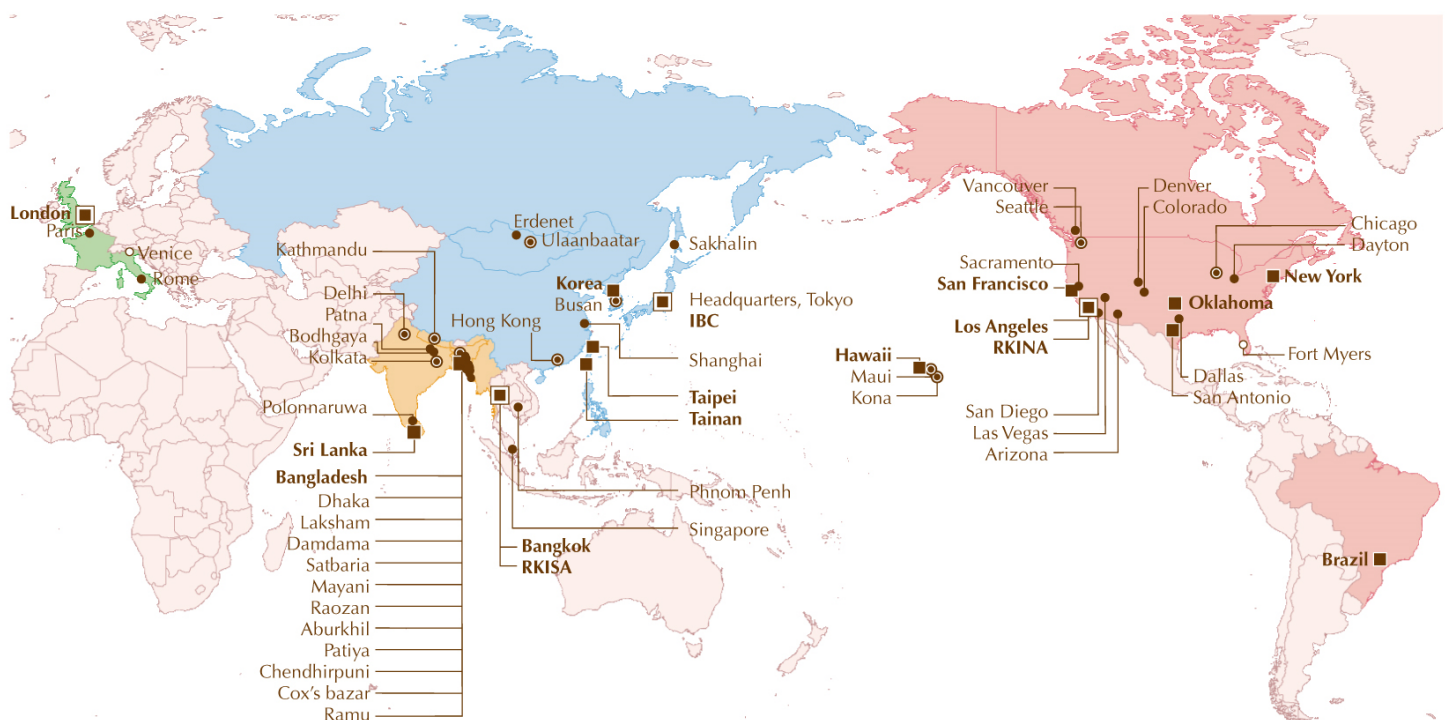 London
Paris
Venice
Rome
Kathmandu
Delhi
Patna
Bodhgaya
Kolkata
Polonnaruwa
Sri Lanka
Bangladesh
Dhaka
Laksham
Damdama
Satbaria
Mayani
Raozan
Aburkhil
Patiya
Chendhirpuni
Cox's bazar
Ramu
Erdenet
Ulaanbaatar
Sakhalin
Korea
Busan
Hong Kong
Headquarters, Tokyo
IBC
Shanghai
Taipei
Tainan
Phnom Penh
Singapore
Bangkok
RKISA
Hawaii
Maui
Kona
Vancouver
Seattle
Sacramento
San Francisco
Los Angeles
RKINA
San Diego
Las Vegas
Arizona
Denver
Colorado
Chicago
Dayton
New York
Oklahoma
Fort Myers
Dallas
San Antonio
Brazil